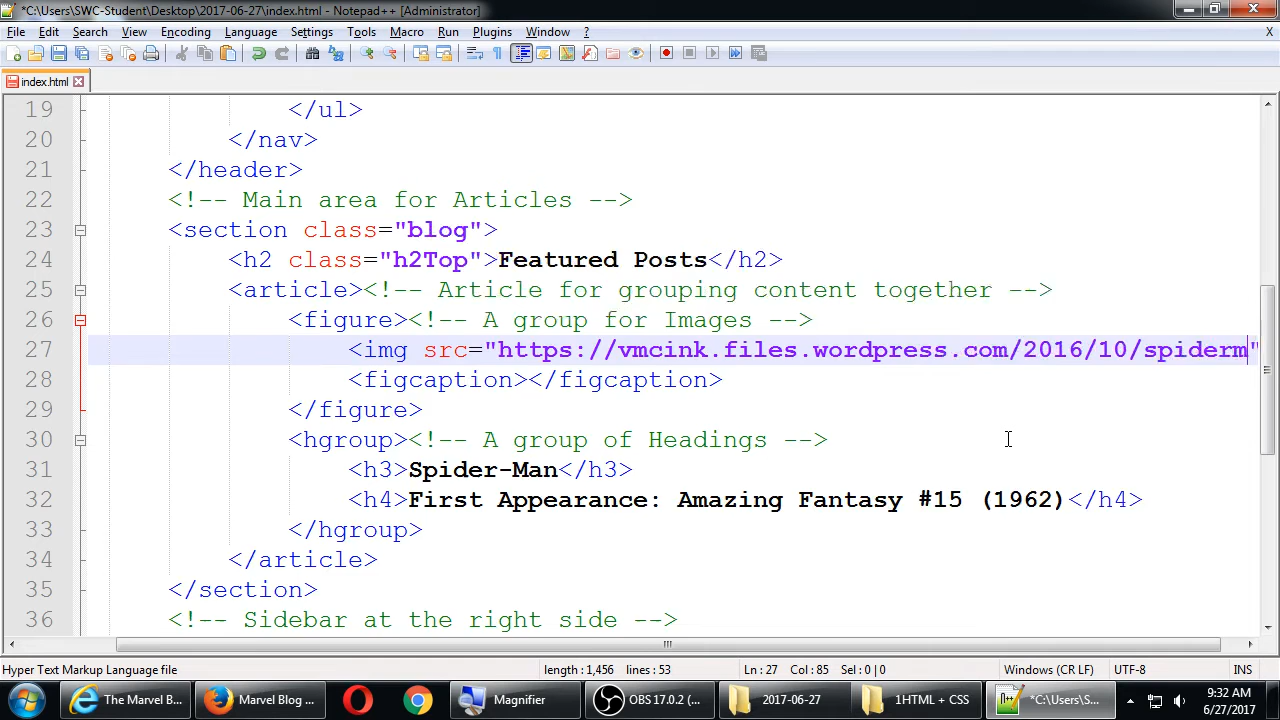 *C:\Users\SWC-Student\Desktop\2017-06-27\index.html - Notepad++ [Administrator]
File Edit Search View Encoding Language Settings Tools Macro Run Plugins Window ? X
index.html
19 </ul>
20 </nav>
21 </header>
22 <!-- Main area for Articles -->
23 <section class="blog">
24 <h2 class="h2Top">Featured Posts</h2>
25 <article><!-- Article for grouping content together -->
26 <figure><!-- A group for Images -->
27 <img src="https://vmcink.files.wordpress.com/2016/10/spiderm"
28 <figcaption></figcaption>
29 </figure>
30 <hgroup><!-- A group of Headings -->
31 <h3>Spider-Man</h3>
32 <h4>First Appearance: Amazing Fantasy #15 (1962)</h4>
33 </hgroup>
34 </article>
35 </section>
36 <!-- Sidebar at the right side -->
Hyper Text Markup Language file length : 1,456 lines : 53 Ln : 27 Col : 85 Sel : 0 | 0 Windows (CR LF) UTF-8 INS
The Marvel B... Marvel Blog ... Magnifier OBS 17.0.2 (... 2017-06-27 1HTML + CSS *C:\Users\S... 9:32 AM
6/27/2017